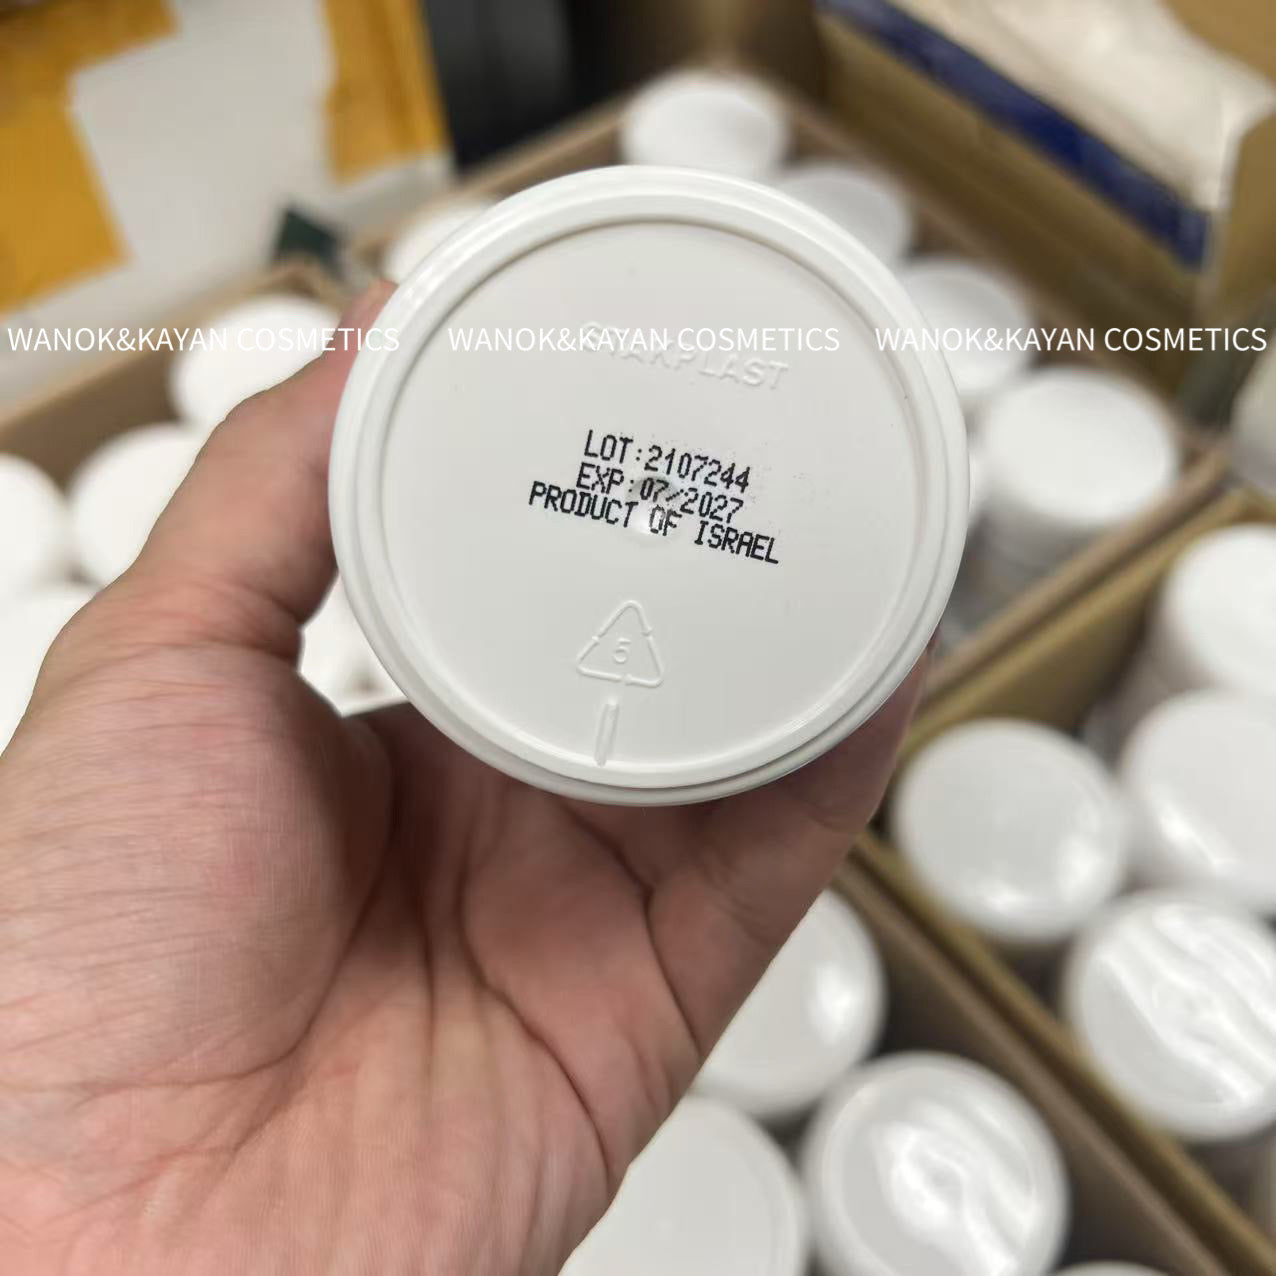 WANOK&KAYAN COSMETICS WANOK&KAYAN COSMETICS WANOK&KAYAN COSMETICS
LOT:2107244
EXP:07/2027
PRODUCT OF ISRAEL
5